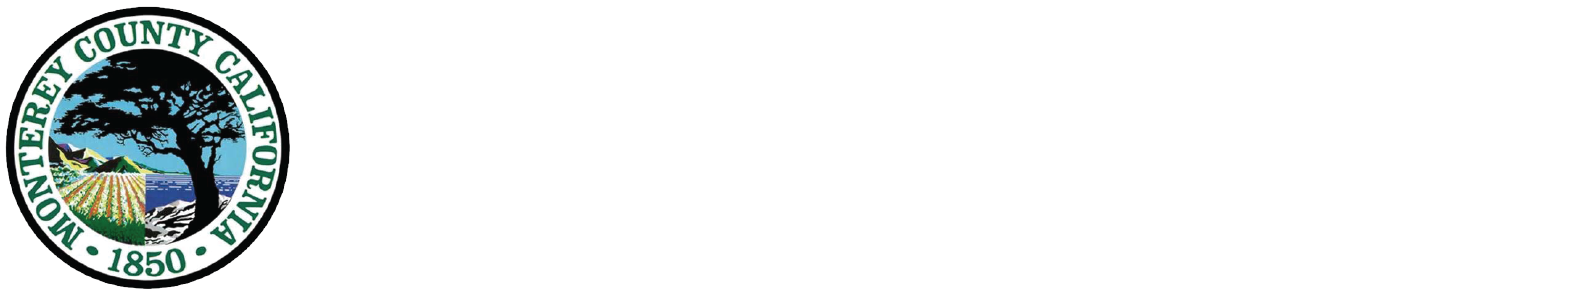 MONTEREY COUNTY CALIFORNIA
• 1850 •